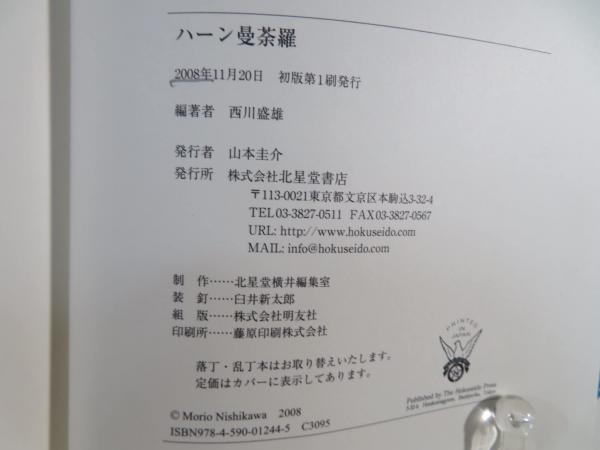 ハーン曼荼羅
2008年11月20日　初版第1刷発行
編著者　西川盛雄
発行者　山本圭介
発行所　株式会社北星堂書店
〒113-0021東京都文京区本駒込3-32-4
TEL03-3827-0511　FAX03-3827-0567
URL: http://www.hokuseido.com
MAIL: info@hokuseido.com
制　作……北星堂横井編集室
装　釘……臼井新太郎
組　版……株式会社明友社
印刷所……藤原印刷株式会社
落丁・乱丁本はお取り替えいたします。
定価はカバーに表示してあります。
PRINTED IN JAPAN
Published by The Hokuseido Press
© Morio Nishikawa　2008
ISBN978-4-590-01244-5　C3095